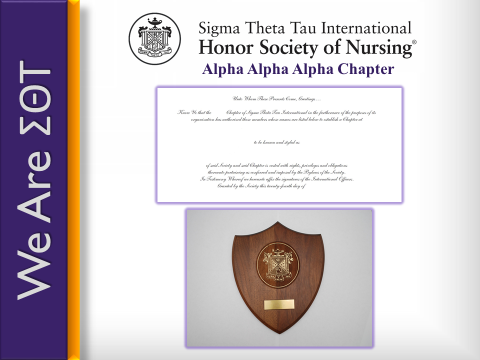 We Are ΣΘΤ
Sigma Theta Tau International
Honor Society of Nursing®
Alpha Alpha Alpha Chapter
Unto Whom These Presents Come, Greetings...
Know Ye that the Chapter of Sigma Theta Tau International in the furtherance of the purpose of its
organization has authorized these members whose names are listed below to establish a Chapter at
to be known and styled as
of said Society and said Chapter is vested with rights, privileges and obligations
thereunto pertaining as conferred and imposed by the Bylaws of the Society.
In Testimony Whereof we hereunto affix the signatures of the International Officers.
Granted by the Society this twenty-fourth day of